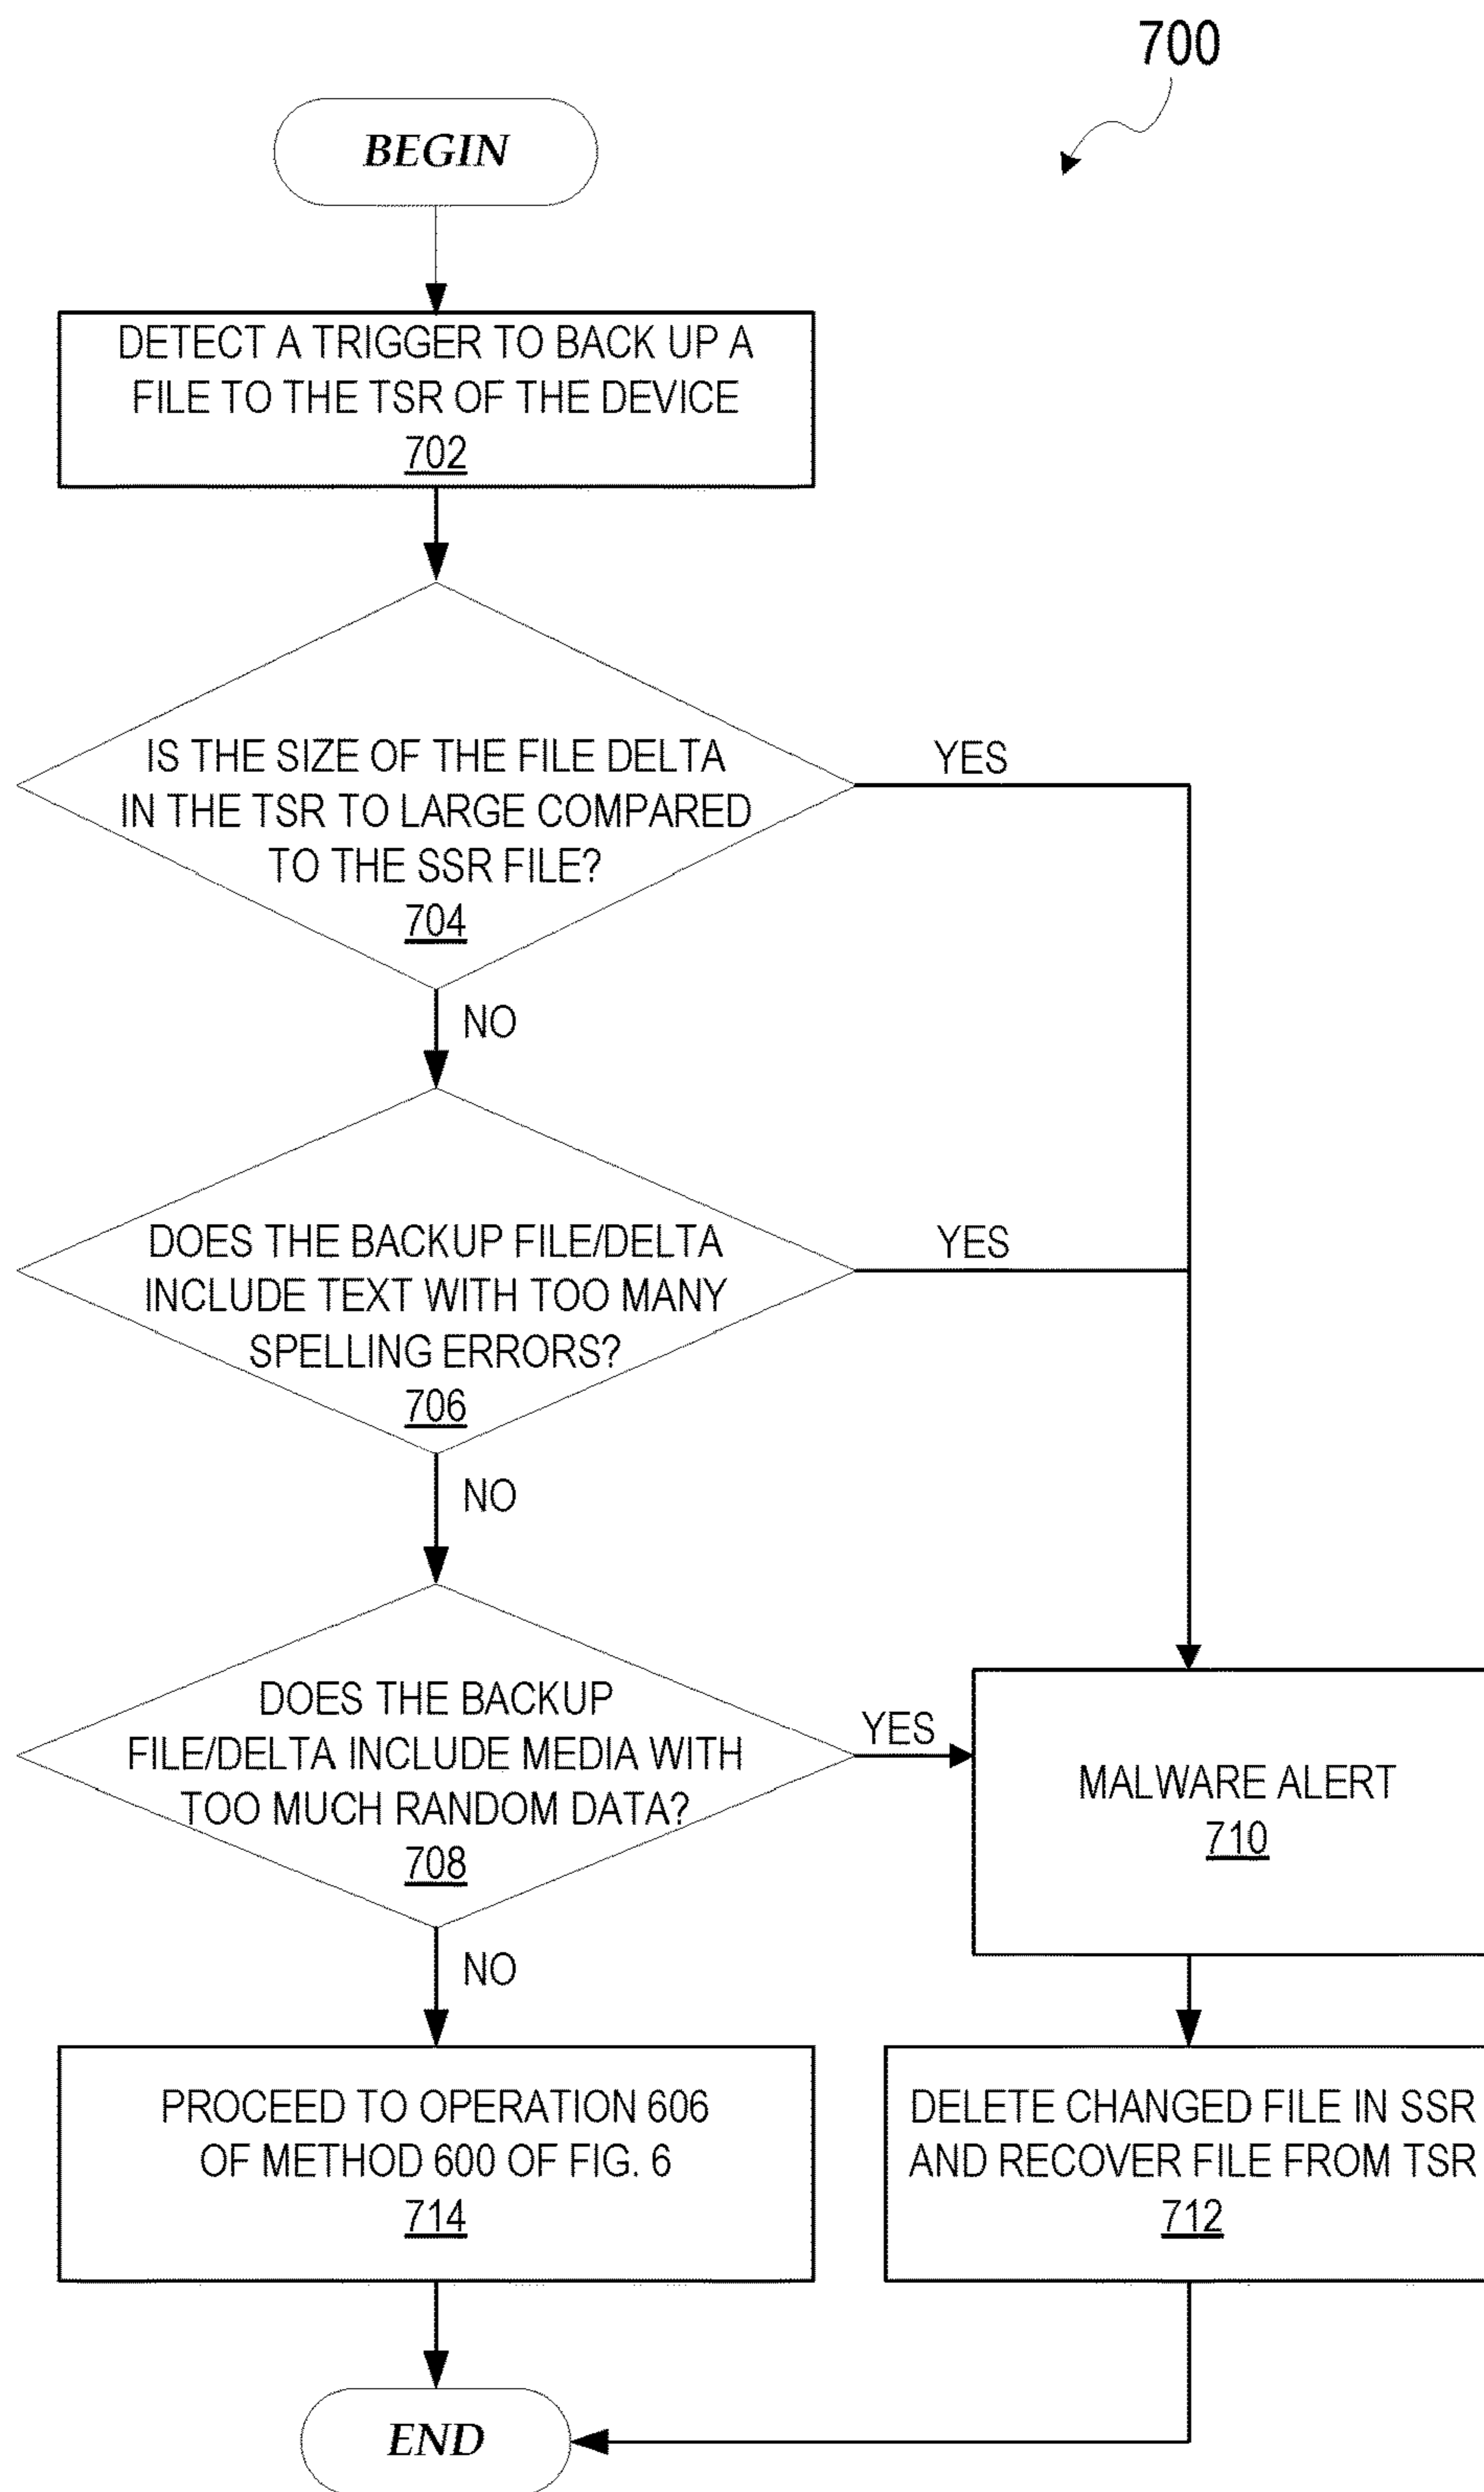 700
BEGIN
DETECT A TRIGGER TO BACK UP A
FILE TO THE TSR OF THE DEVICE
702
IS THE SIZE OF THE FILE DELTA
IN THE TSR TO LARGE COMPARED
TO THE SSR FILE?
704
YES
NO
DOES THE BACKUP FILE/DELTA
INCLUDE TEXT WITH TOO MANY
SPELLING ERRORS?
706
YES
NO
DOES THE BACKUP
FILE/DELTA INCLUDE MEDIA WITH
TOO MUCH RANDOM DATA?
708
YES
NO
MALWARE ALERT
710
PROCEED TO OPERATION 606
OF METHOD 600 OF FIG. 6
714
DELETE CHANGED FILE IN SSR
AND RECOVER FILE FROM TSR
712
END